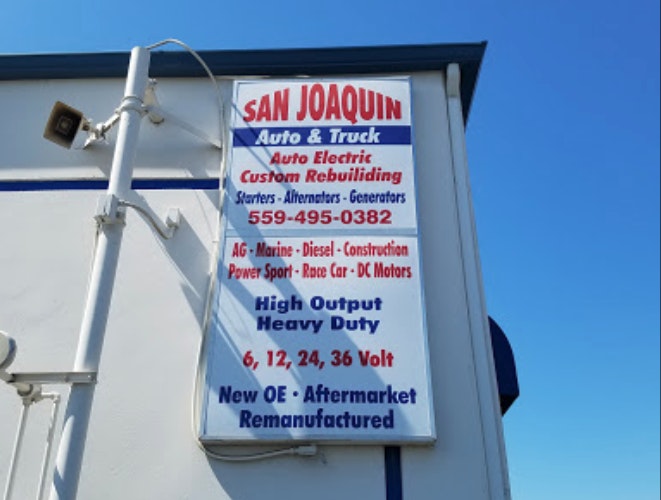 SAN JOAQUIN
Auto & Truck
Auto Electric
Custom Rebuiliding
Starters - Alternators - Generators
559-495-0382
AG - Marine - Diesel - Construction
Power Sport - Race Car - DC Motors
High Output
Heavy Duty
6, 12, 24, 36 Volt
New OE · Aftermarket
Remanufactured